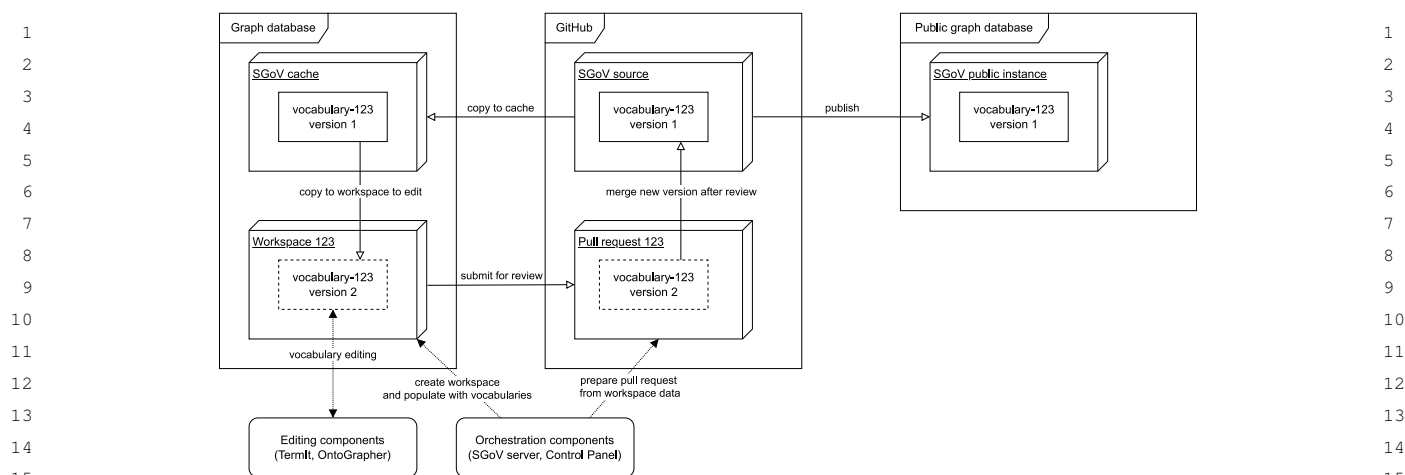 1
2
3
4
5
6
7
8
9
10
11
12
13
14
15
Graph database
SGoV cache
vocabulary-123
version 1
copy to workspace to edit
Workspace 123
vocabulary-123
version 2
vocabulary editing
Editing components
(TermIt, OntoGrapher)
copy to cache
submit for review
create workspace
and populate with vocabularies
Orchestration components
(SGoV server, Control Panel)
GitHub
SGoV source
vocabulary-123
version 1
merge new version after review
Pull request 123
vocabulary-123
version 2
prepare pull request
from workspace data
publish
Public graph database
SGoV public instance
vocabulary-123
version 1
1
2
3
4
5
6
7
8
9
10
11
12
13
14
15